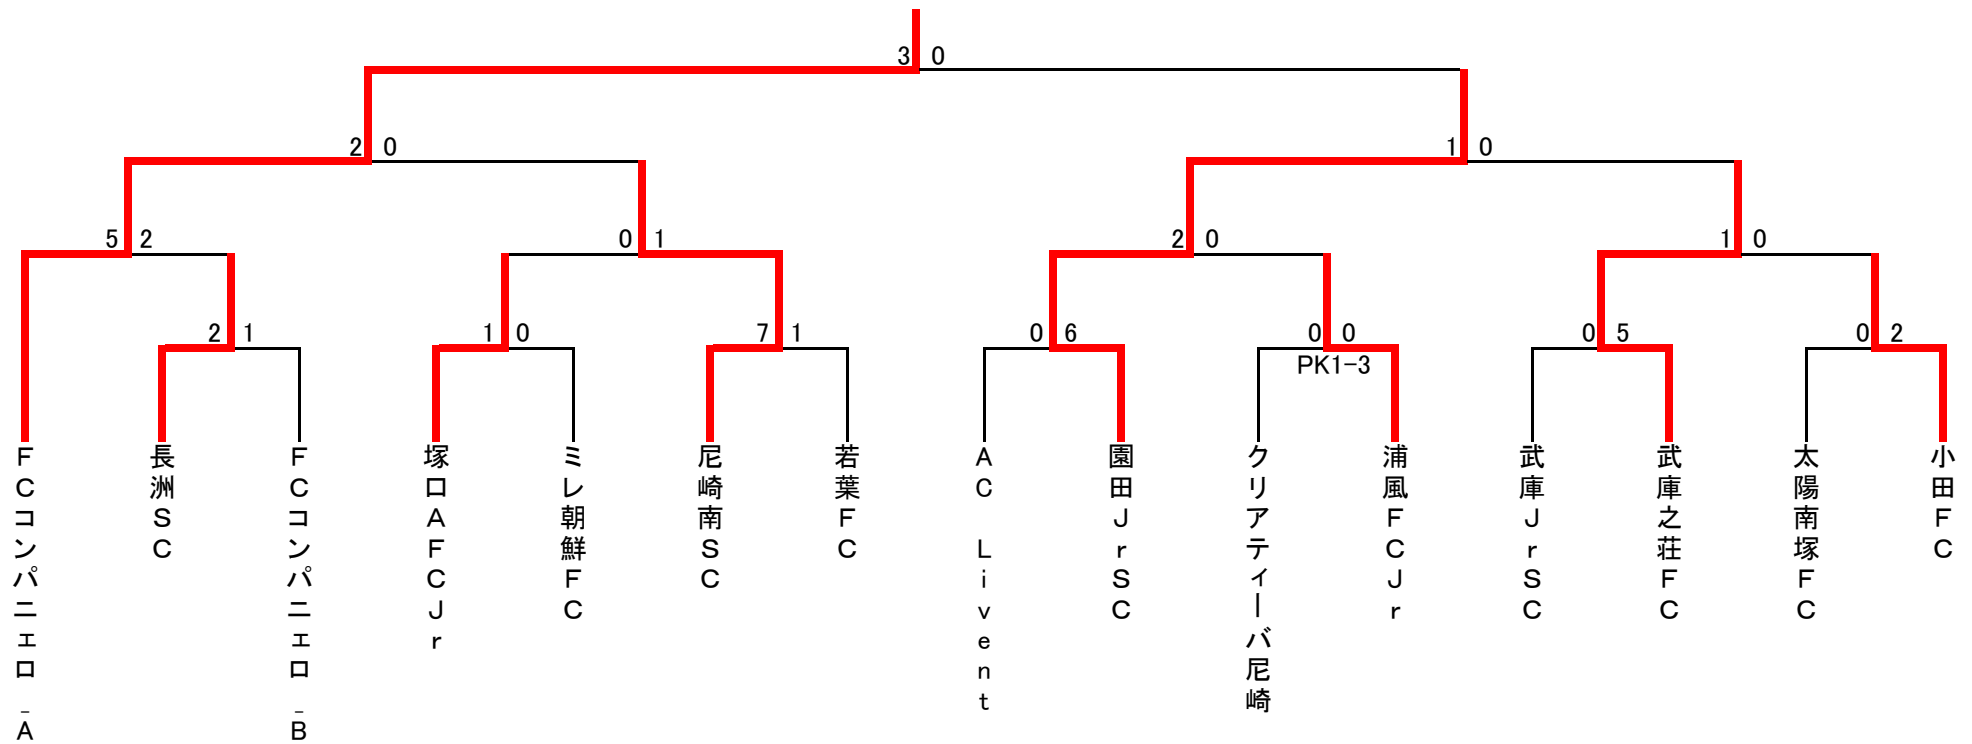 3 0
2 0
1 0
5 2
0 1
2 0
1 0
2 1
1 0
7 1
0 6
0 0
0 5
0 2
PK1-3
FCコンパニェロ_A
長洲SC
FCコンパニェロ_B
塚口AFCJr
ミレ朝鮮FC
尼崎南SC
若葉FC
AC Livent
園田JrSC
クリアティーバ尼崎
浦風FCJr
武庫JrSC
武庫之荘FC
太陽南塚FC
小田FC